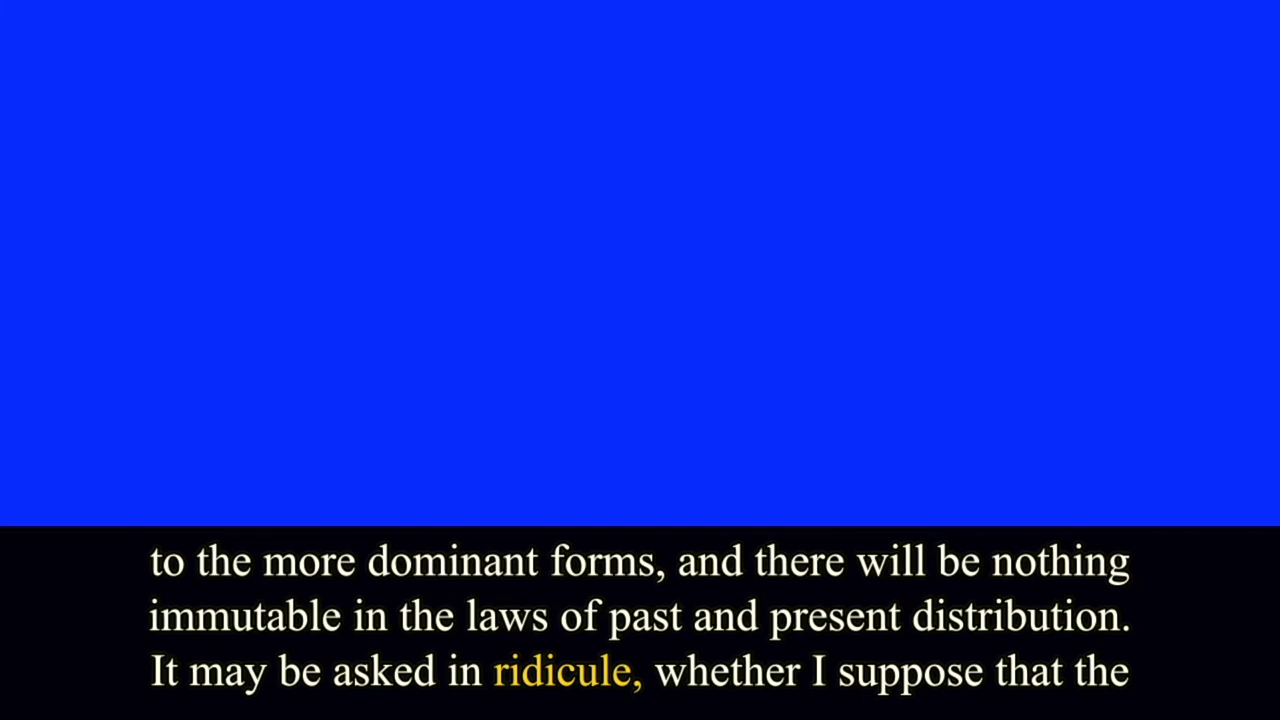 to the more dominant forms, and there will be nothing
immutable in the laws of past and present distribution.
It may be asked in ridicule, whether I suppose that the